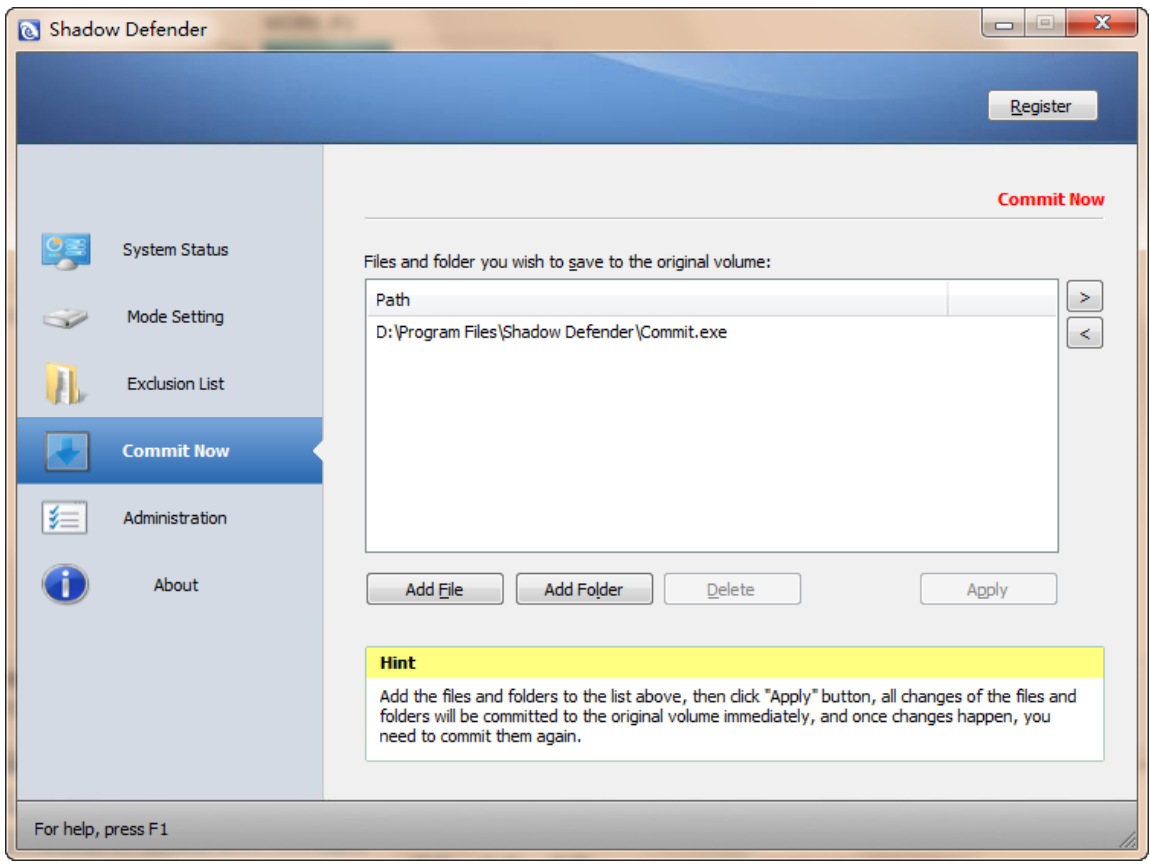 Shadow Defender
Register
Commit Now
System Status
Mode Setting
Exclusion List
Commit Now
Administration
About
Files and folder you wish to save to the original volume:
Path
>
<
D:\Program Files\Shadow Defender\Commit.exe
Add File
Add Folder
Delete
Apply
Hint
Add the files and folders to the list above, then click "Apply" button, all changes of the files and
folders will be committed to the original volume immediately, and once changes happen, you
need to commit them again.
For help, press F1